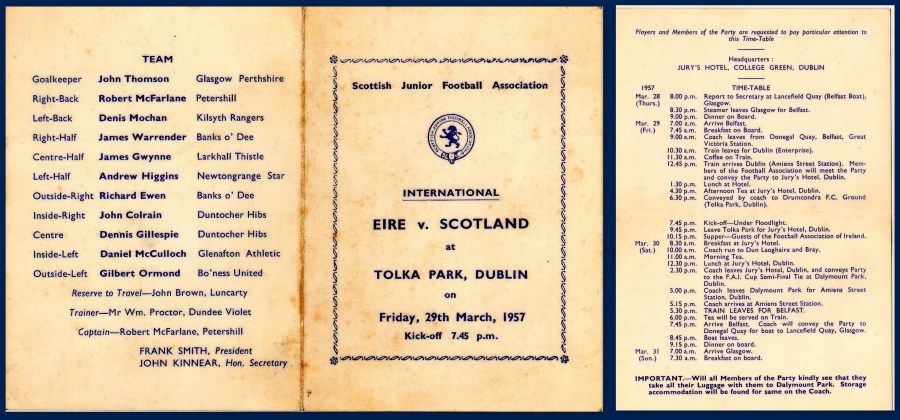 TEAM
Goalkeeper John Thomson Glasgow Perthshire
Right-Back Robert McFarlane Petershill
Left-Back Denis Mochan Kilsyth Rangers
Right-Half James Warrender Banks o' Dee
Centre-Half James Gwynne Larkhall Thistle
Left-Half Andrew Higgins Newtongrange Star
Outside-Right Richard Ewen Banks o' Dee
Inside-Right John Colrain Duntocher Hibs
Centre Dennis Gillespie Duntocher Hibs
Inside-Left Daniel McCulloch Glenafton Athletic
Outside-Left Gilbert Ormond Bo'ness United
Reserve to Travel—John Brown, Luncarty
Trainer—Mr Wm. Proctor, Dundee Violet
Captain—Robert McFarlane, Petershill
FRANK SMITH, President
JOHN KINNEAR, Hon. Secretary
Scottish Junior Football Association
INTERNATIONAL
EIRE v. SCOTLAND
at
TOLKA PARK, DUBLIN
on
Friday, 29th March, 1957
Kick-off 7.45 p.m.
Players and Members of the Party are requested to pay particular attention to
this Time-Table
Headquarters :
JURY'S HOTEL, COLLEGE GREEN, DUBLIN
1957 TIME-TABLE
Mar. 28 8.00 p.m. Report to Secretary at Lancefield Quay (Belfast Boat),
(Thurs.) Glasgow.
8.30 p.m. Steamer leaves Glasgow for Belfast.
9.00 p.m. Dinner on Board.
Mar. 29 7.00 a.m. Arrive Belfast.
(Fri.) 7.45 a.m. Breakfast on Board.
9.00 a.m. Coach leaves from Donegal Quay, Belfast, Great
Victoria Station.
10.30 a.m. Train leaves for Dublin (Enterprise).
11.30 a.m. Coffee on Train.
12.45 p.m. Train arrives Dublin (Amiens Street Station). Mem-
bers of the Football Association will meet the Party
and convey the Party to Jury's Hotel, Dublin.
1.30 p.m. Lunch at Hotel.
4.30 p.m. Afternoon Tea at Jury's Hotel, Dublin.
6.30 p.m. Conveyed by coach to Drumcondra F.C. Ground
(Tolka Park, Dublin).
7.45 p.m. Kick-off—Under Floodlight.
9.45 p.m. Leave Tolka Park for Jury's Hotel, Dublin.
10.15 p.m. Supper—Guests of the Football Association of Ireland.
Mar. 30 8.30 a.m. Breakfast at Jury's Hotel.
(Sat.) 10.00 a.m. Coach run to Dun Laoghaire and Bray.
11.00 a.m. Morning Tea.
12.30 p.m. Lunch at Jury's Hotel, Dublin.
2.30 p.m. Coach leaves Jury's Hotel, Dublin, and conveys Party
to the F.A.I. Cup Semi-Final Tie at Dalymount Park,
Dublin.
5.00 p.m. Coach leaves Dalymount Park for Amiens Street
Station, Dublin.
5.15 p.m. Coach arrives at Amiens Street Station.
5.30 p.m. TRAIN LEAVES FOR BELFAST.
6.00 p.m. Tea will be served on Train.
7.45 p.m. Arrive Belfast. Coach will convey the Party to
Donegal Quay for boat to Lancefield Quay, Glasgow.
8.45 p.m. Boat leaves.
9.15 p.m. Dinner on board.
Mar. 31 7.00 a.m. Arrive Glasgow.
(Sun.) 7.30 a.m. Breakfast on board.
IMPORTANT.—Will all Members of the Party kindly see that they
take all their Luggage with them to Dalymount Park. Storage
accommodation will be found for same on the Coach.